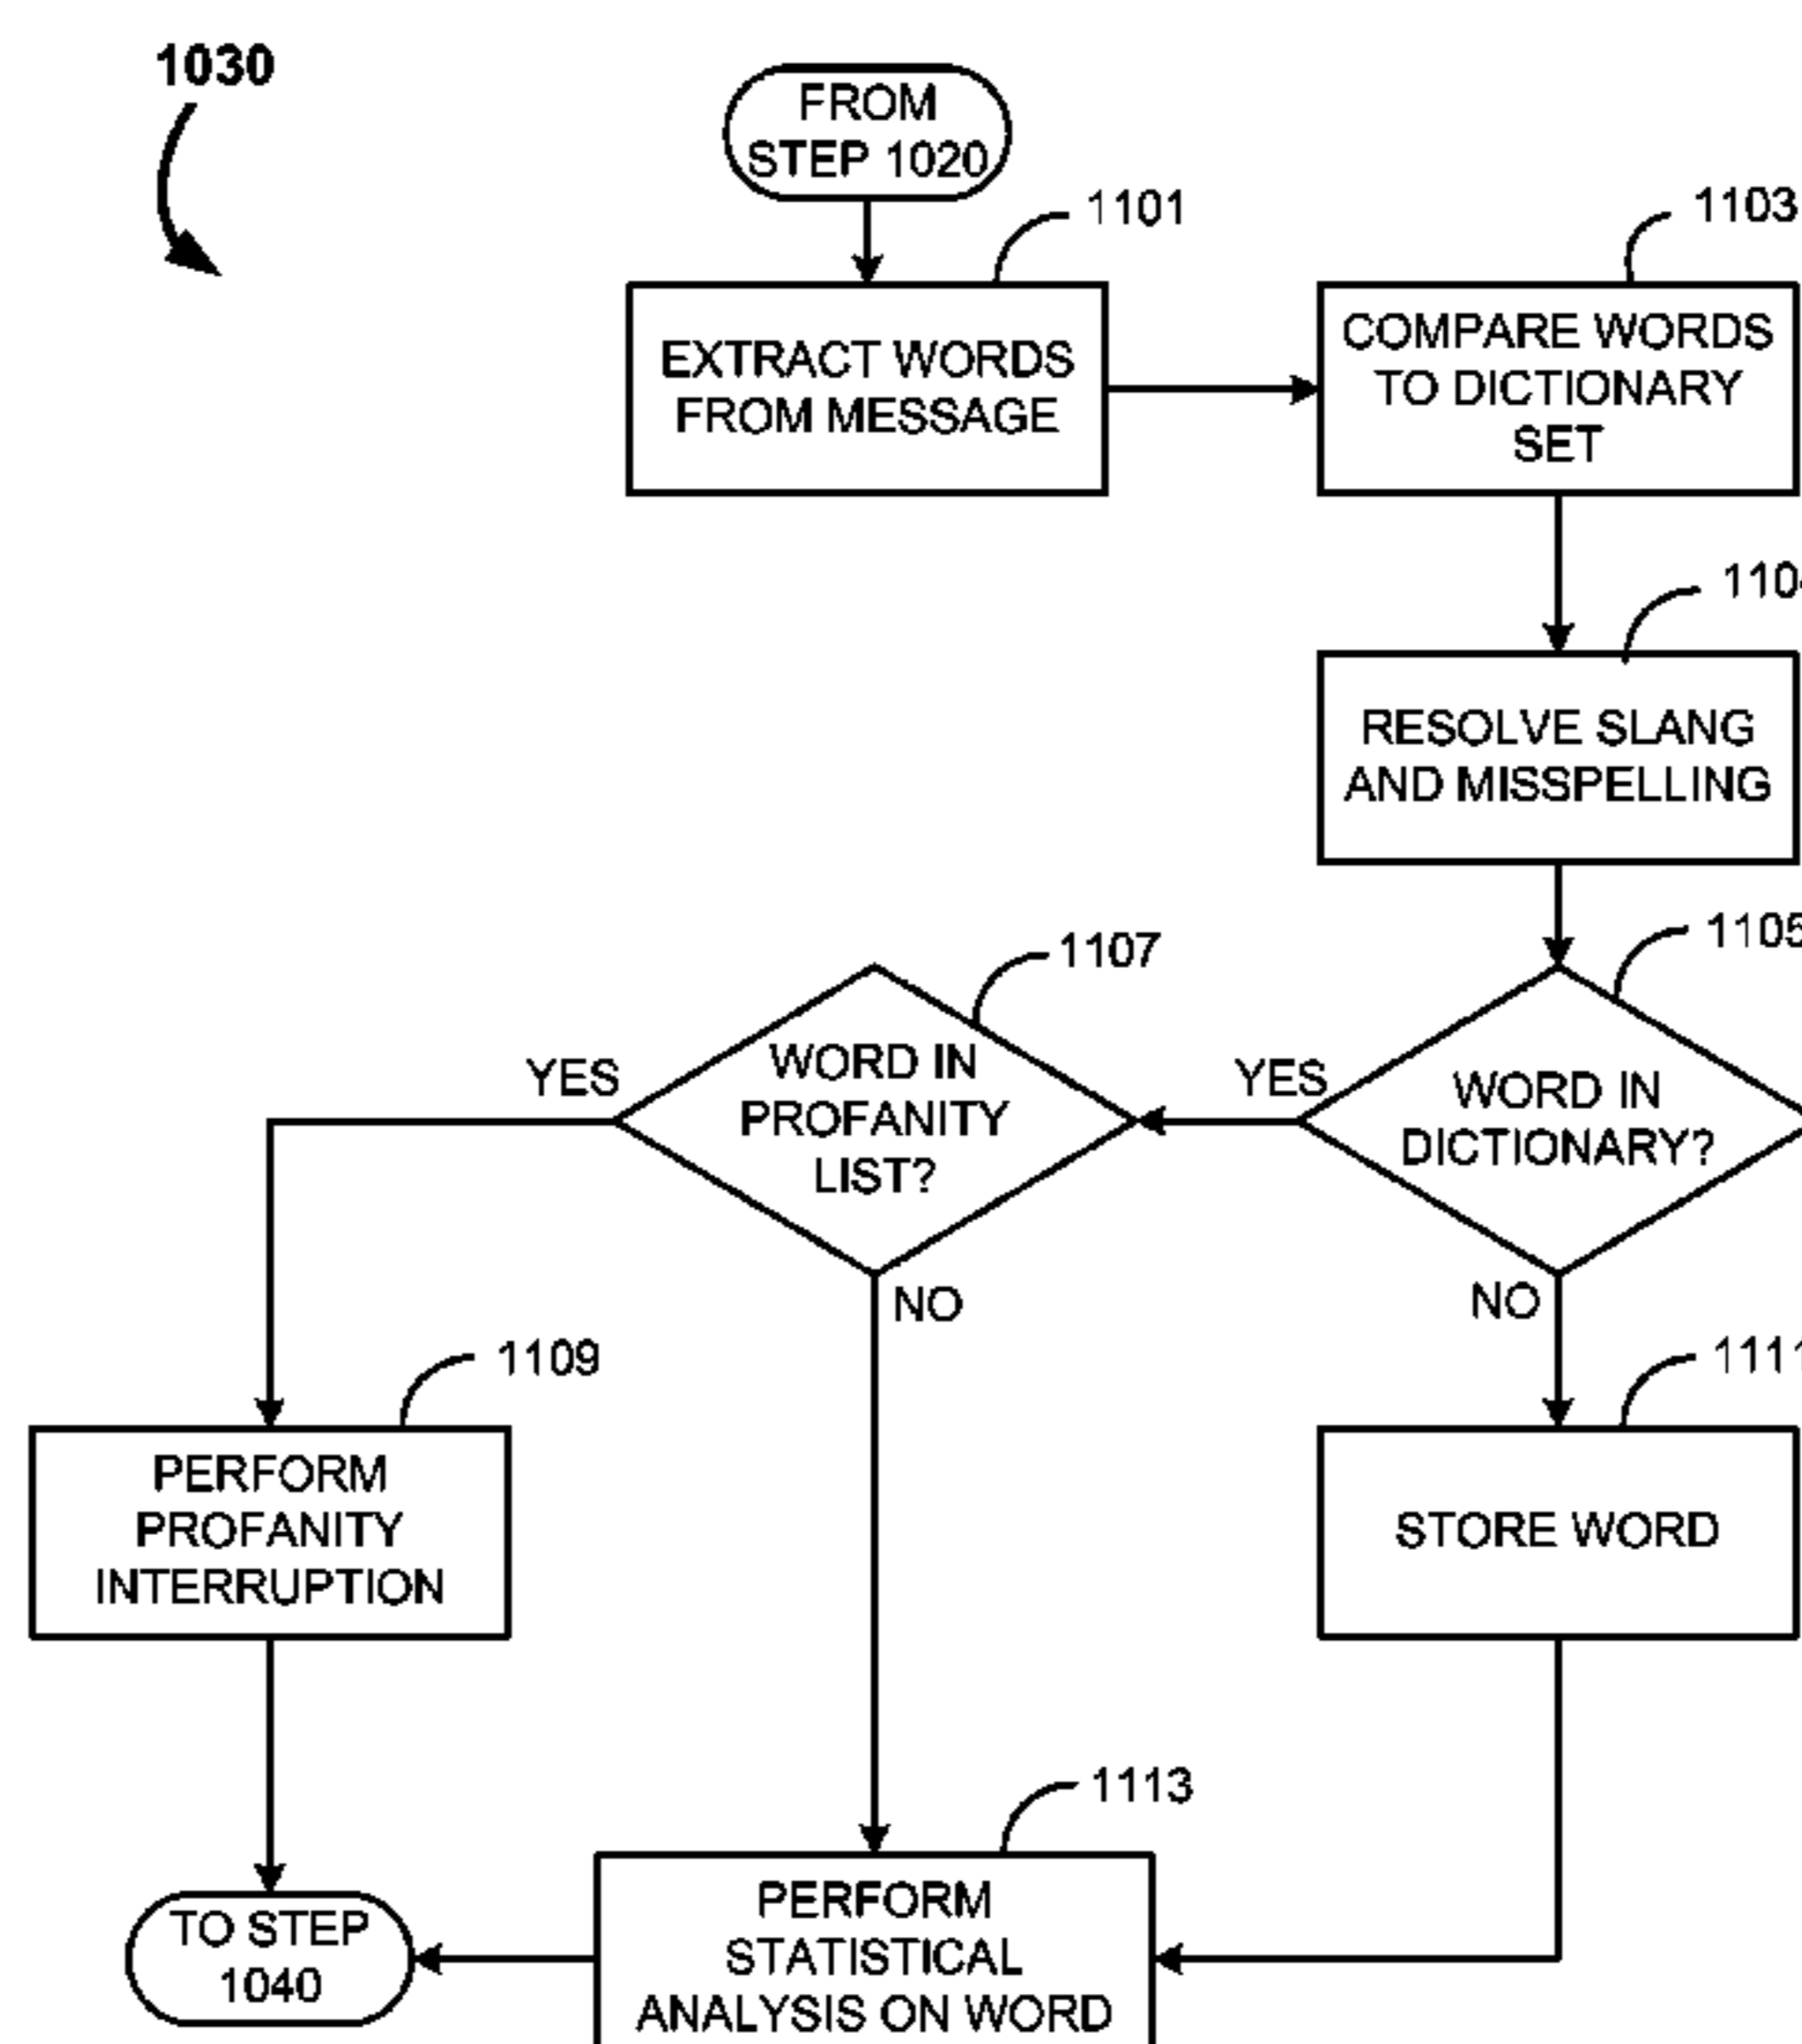 1030
FROM
STEP 1020
1101
1103
EXTRACT WORDS
FROM MESSAGE
COMPARE WORDS
TO DICTIONARY
SET
RESOLVE SLANG
AND MISSPELLING
1105
1107
YES
WORD IN
PROFANITY
LIST?
YES
WORD IN
DICTIONARY?
NO
NO
1109
1111
PERFORM
PROFANITY
INTERRUPTION
STORE WORD
1113
PERFORM
STATISTICAL
ANALYSIS ON WORD
TO STEP
1040